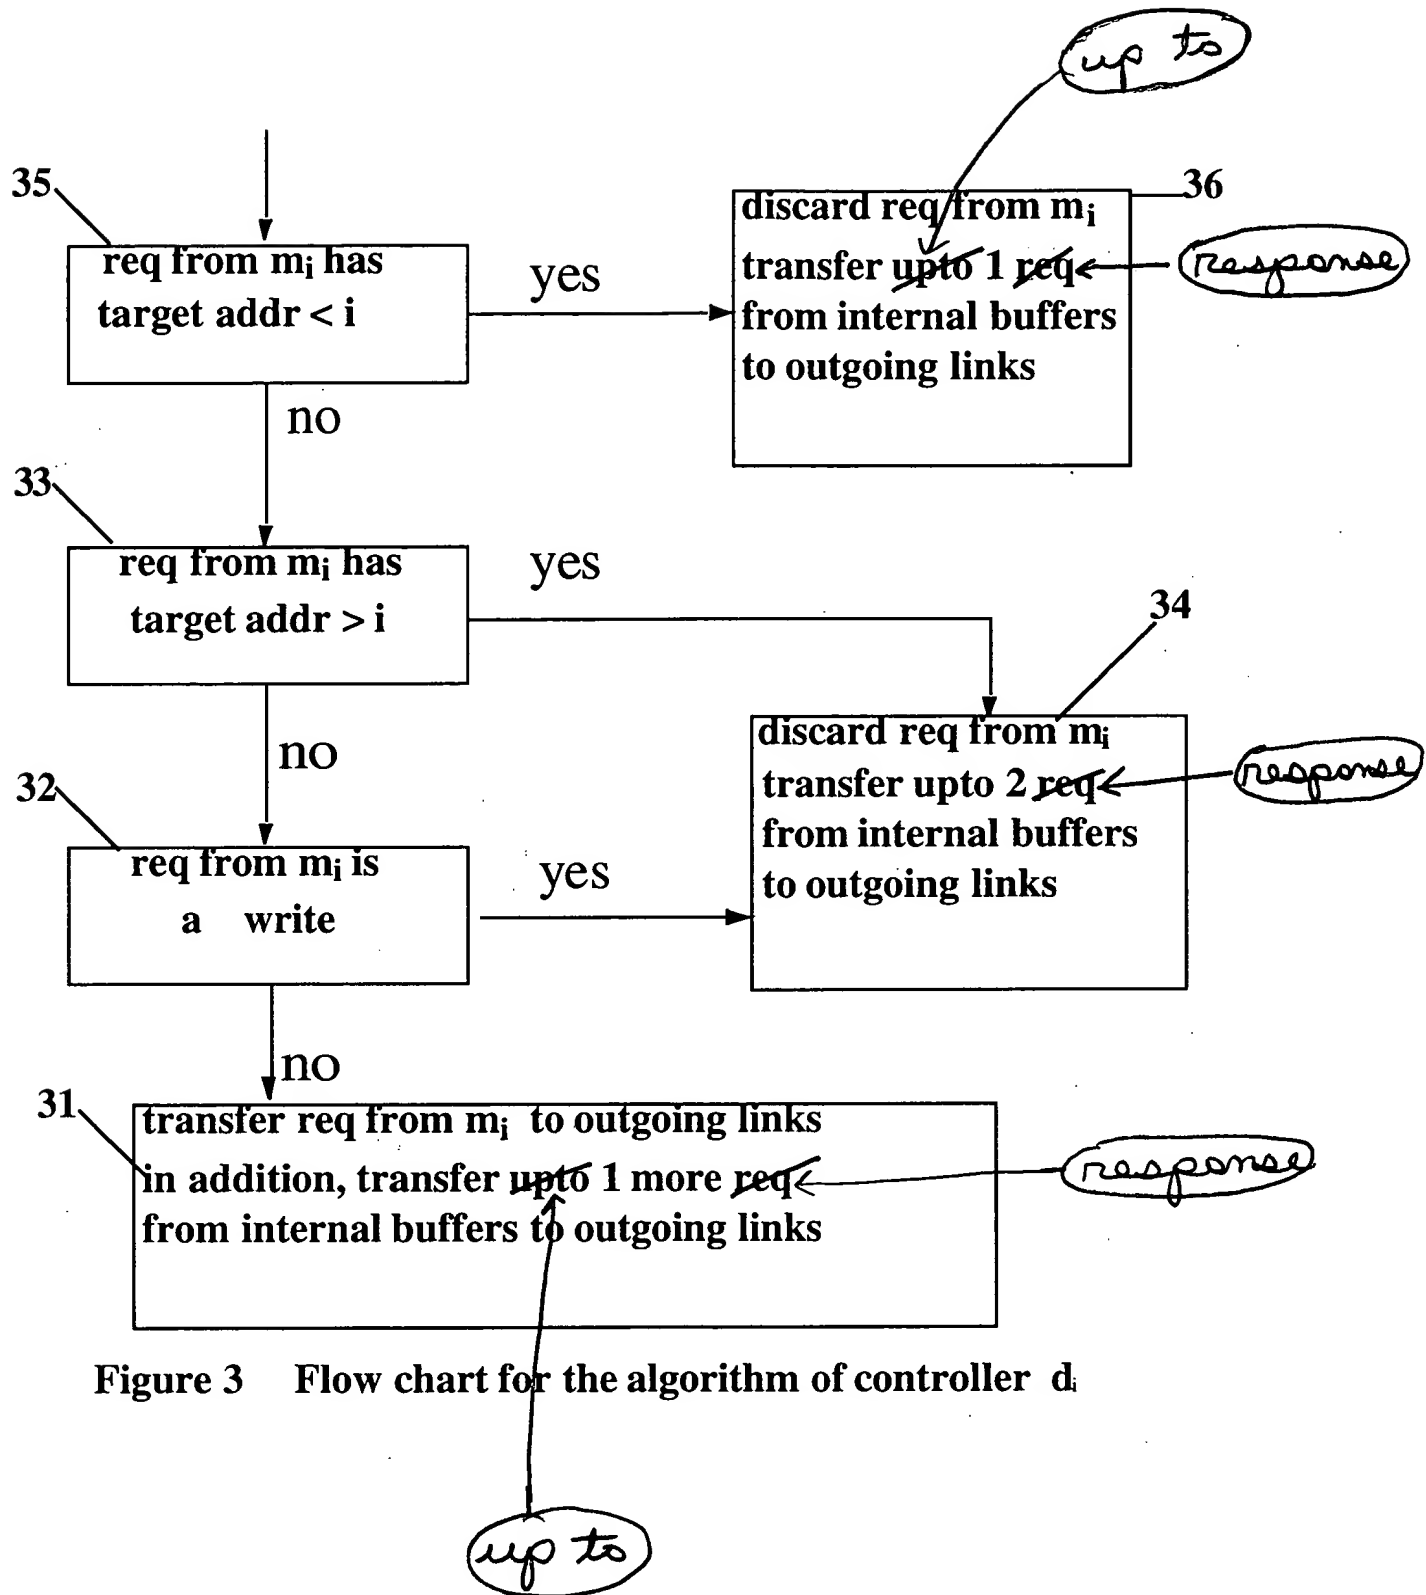 up to
35
36
req from mi has
target addr < i
yes
discard req from mi
transfer upto 1 req
response
from internal buffers
to outgoing links
no
33
req from mi has
target addr > i
yes
34
no
discard req from mi
transfer upto 2 req
response
from internal buffers
to outgoing links
32
req from mi is
a write
yes
no
31
transfer req from mi to outgoing links
in addition, transfer upto 1 more req
response
from internal buffers to outgoing links
Figure 3 Flow chart for the algorithm of controller di
up to